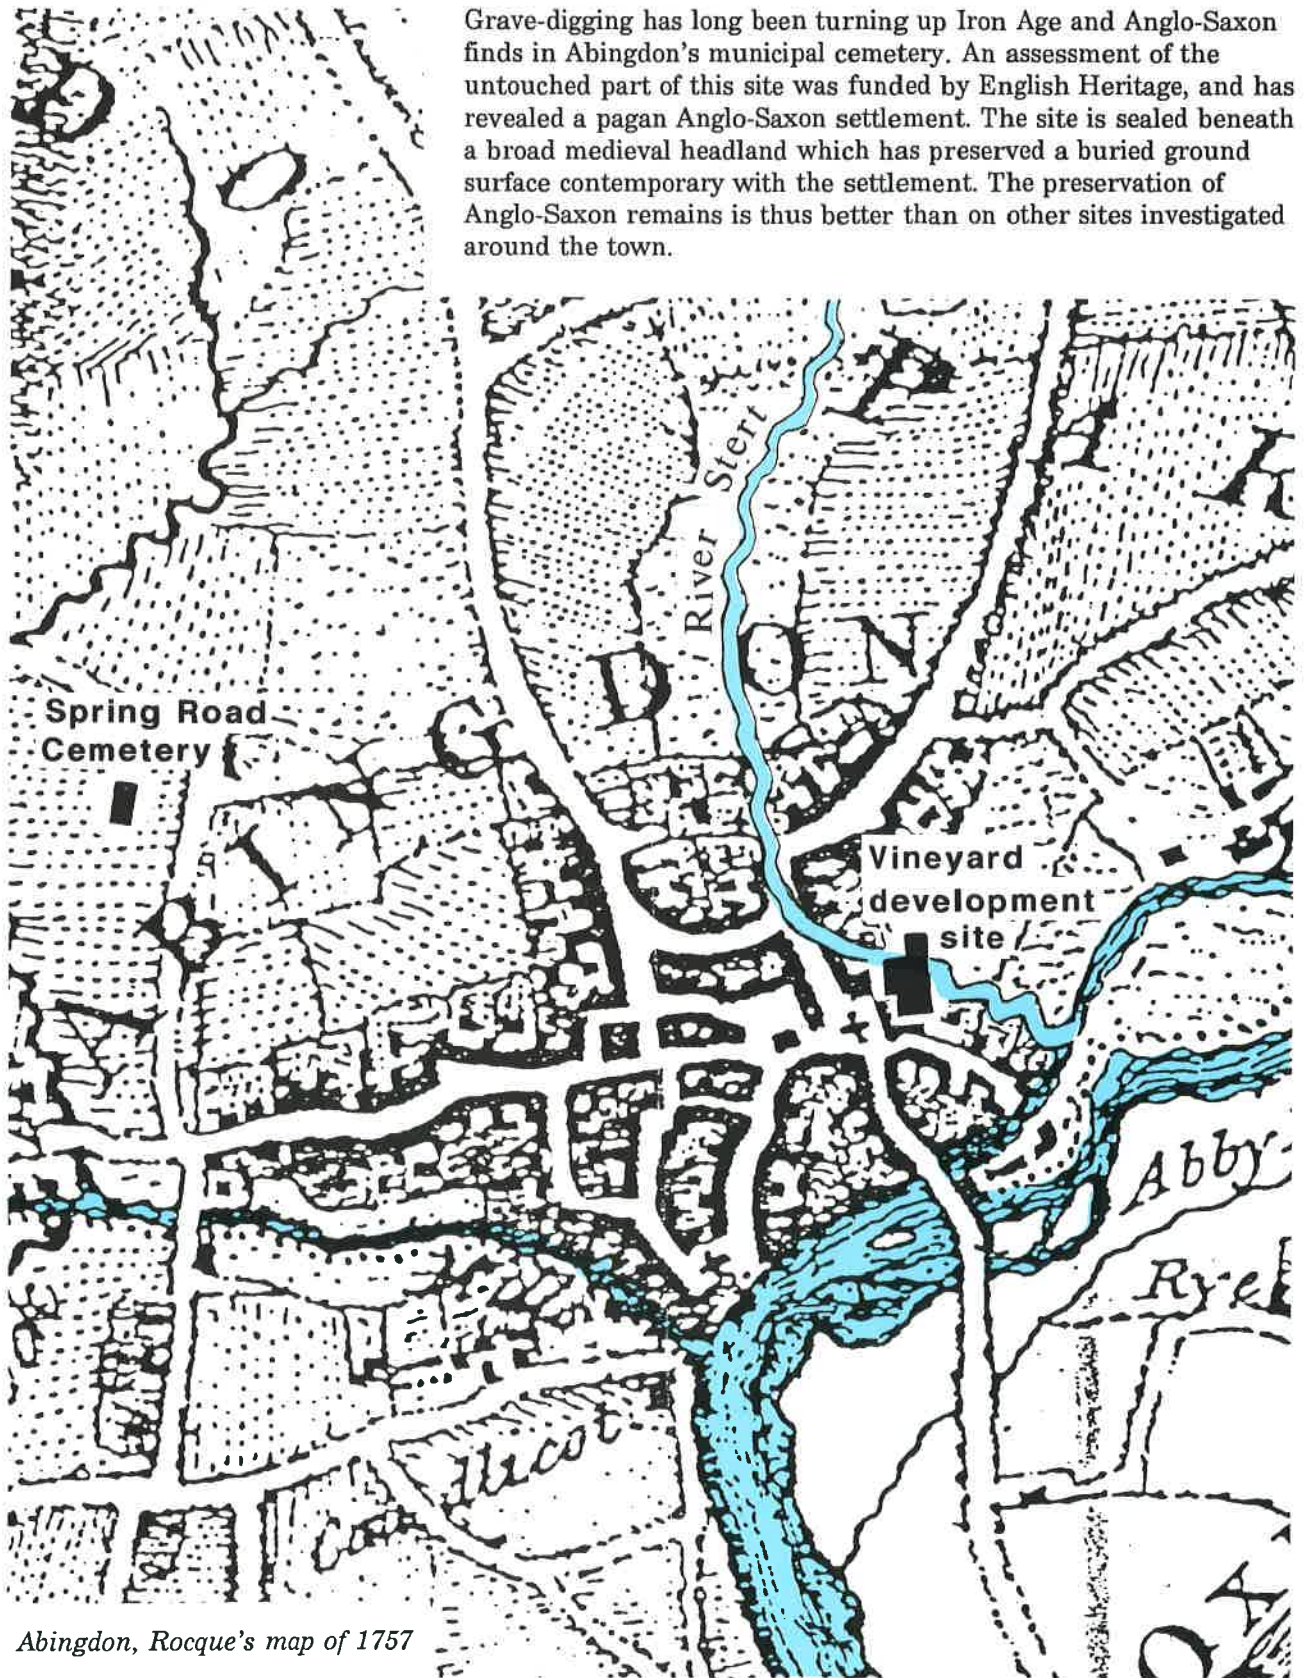 Grave-digging has long been turning up Iron Age and Anglo-Saxon
finds in Abingdon's municipal cemetery. An assessment of the
untouched part of this site was funded by English Heritage, and has
revealed a pagan Anglo-Saxon settlement. The site is sealed beneath
a broad medieval headland which has preserved a buried ground
surface contemporary with the settlement. The preservation of
Anglo-Saxon remains is thus better than on other sites investigated
around the town.
River Stert
D O N
Spring Road
Cemetery
G
Vineyard
development
site
Abby
Rye
Abingdon, Rocque's map of 1757